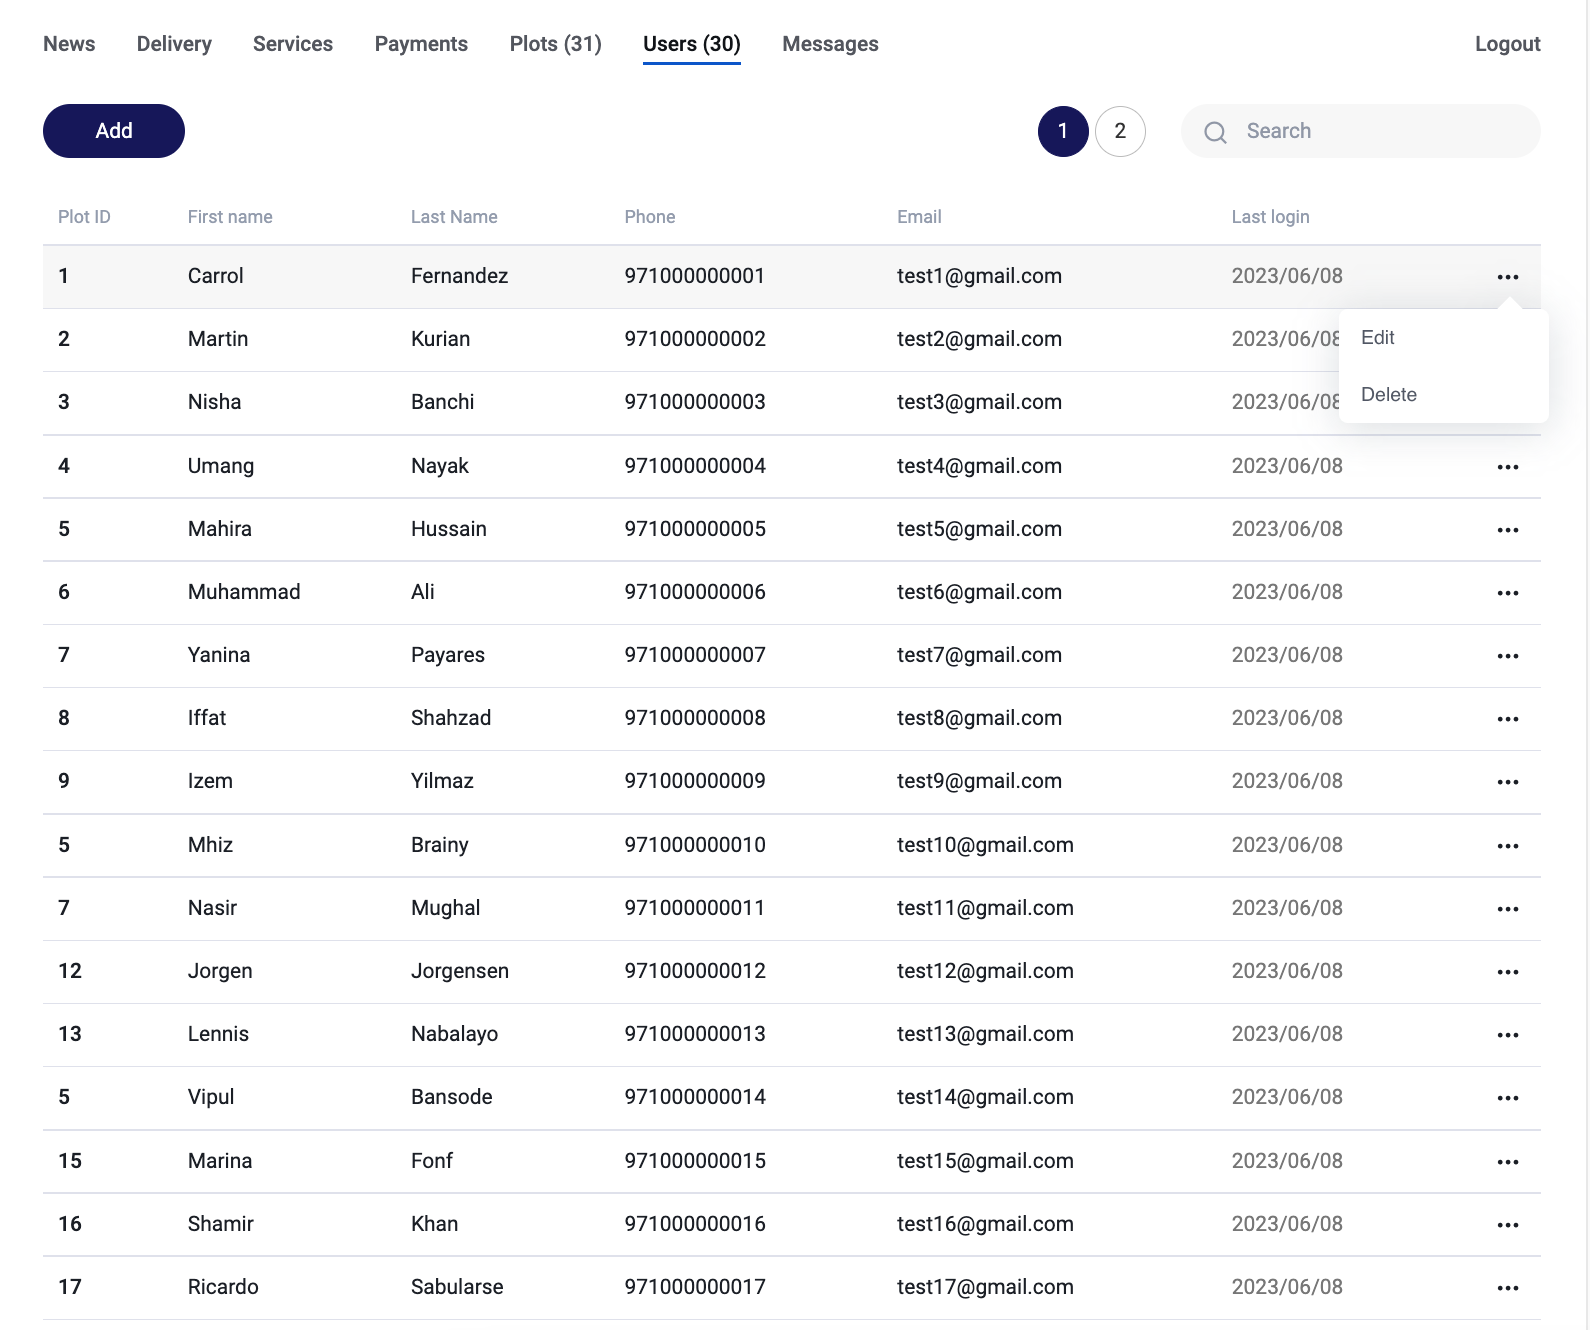 News Delivery Services Payments Plots (31) Users (30) Messages Logout
Add 1 2 Search
Plot ID First name Last Name Phone Email Last login
1 Carrol Fernandez 971000000001 test1@gmail.com 2023/06/08
2 Martin Kurian 971000000002 test2@gmail.com 2023/06/08 Edit
3 Nisha Banchi 971000000003 test3@gmail.com 2023/06/08 Delete
4 Umang Nayak 971000000004 test4@gmail.com 2023/06/08
5 Mahira Hussain 971000000005 test5@gmail.com 2023/06/08
6 Muhammad Ali 971000000006 test6@gmail.com 2023/06/08
7 Yanina Payares 971000000007 test7@gmail.com 2023/06/08
8 Iffat Shahzad 971000000008 test8@gmail.com 2023/06/08
9 Izem Yilmaz 971000000009 test9@gmail.com 2023/06/08
5 Mhiz Brainy 971000000010 test10@gmail.com 2023/06/08
7 Nasir Mughal 971000000011 test11@gmail.com 2023/06/08
12 Jorgen Jorgensen 971000000012 test12@gmail.com 2023/06/08
13 Lennis Nabalayo 971000000013 test13@gmail.com 2023/06/08
5 Vipul Bansode 971000000014 test14@gmail.com 2023/06/08
15 Marina Fonf 971000000015 test15@gmail.com 2023/06/08
16 Shamir Khan 971000000016 test16@gmail.com 2023/06/08
17 Ricardo Sabularse 971000000017 test17@gmail.com 2023/06/08